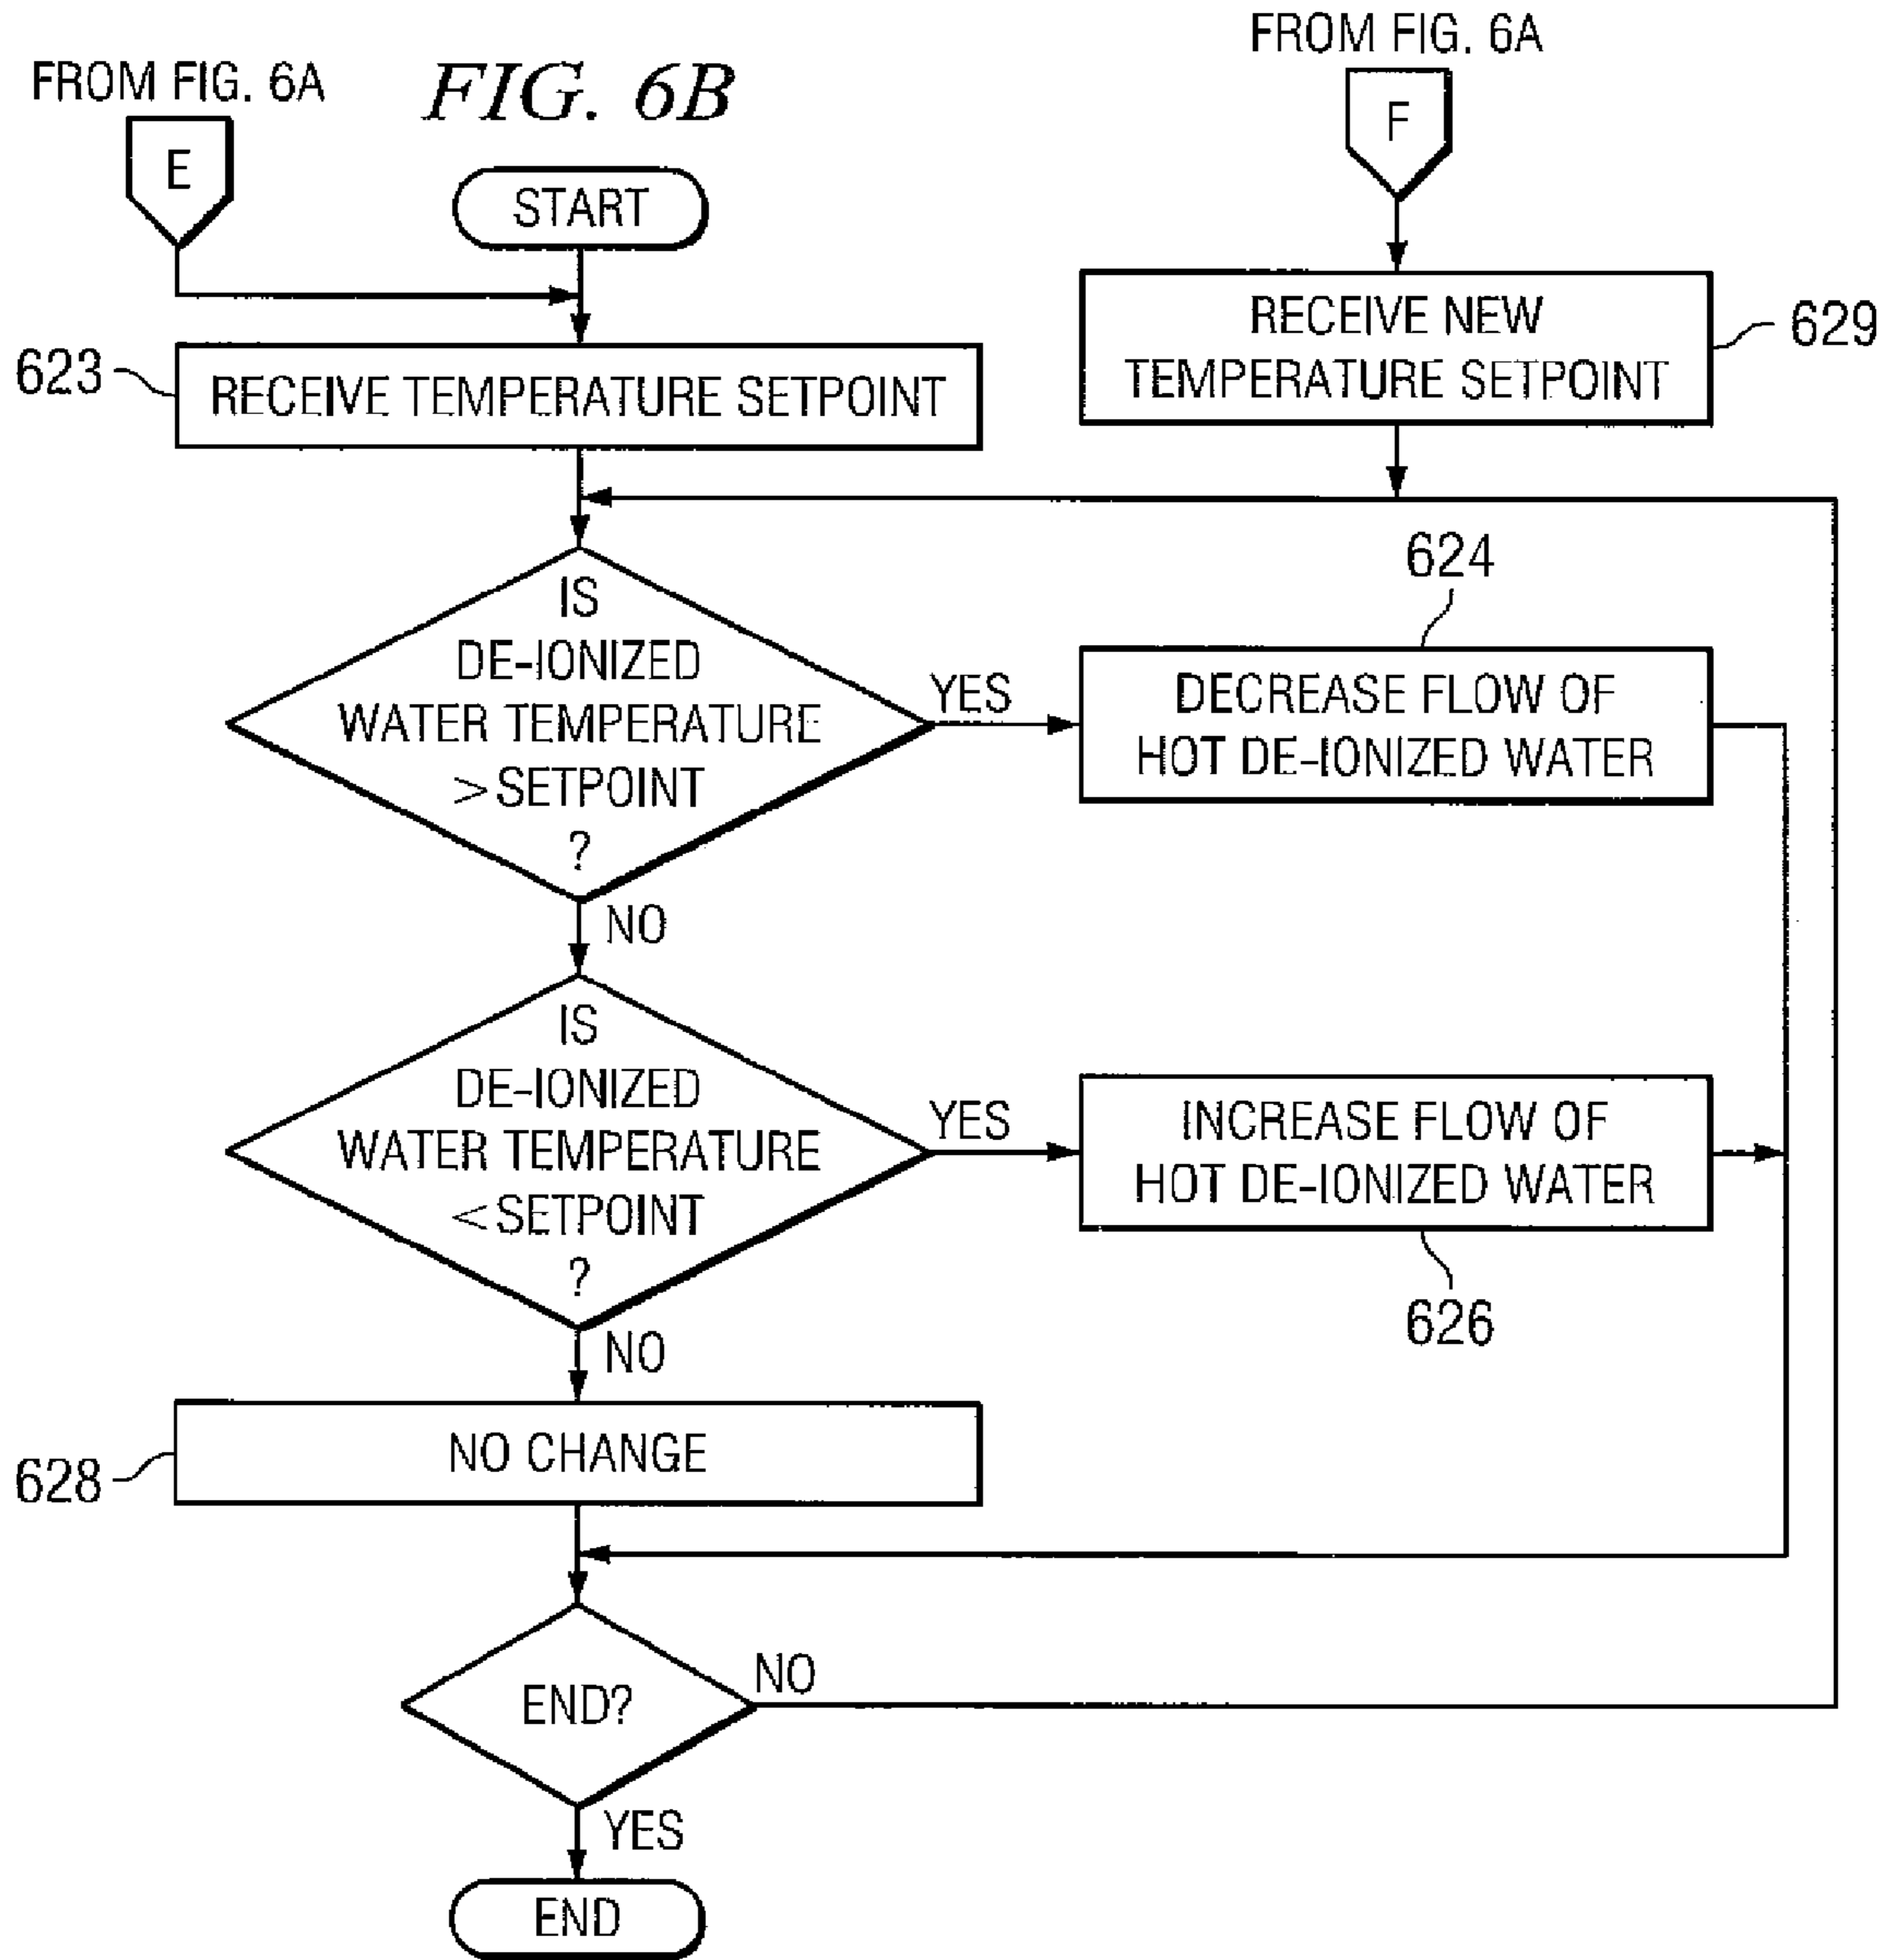 FROM FIG. 6A
FIG. 6B
FROM FIG. 6A
E
START
F
RECEIVE NEW
TEMPERATURE SETPOINT
629
623
RECEIVE TEMPERATURE SETPOINT
624
IS
DE-IONIZED
WATER TEMPERATURE
>SETPOINT
?
YES
DECREASE FLOW OF
HOT DE-IONIZED WATER
NO
IS
DE-IONIZED
WATER TEMPERATURE
<SETPOINT
?
YES
INCREASE FLOW OF
HOT DE-IONIZED WATER
626
NO
628
NO CHANGE
END?
NO
YES
END